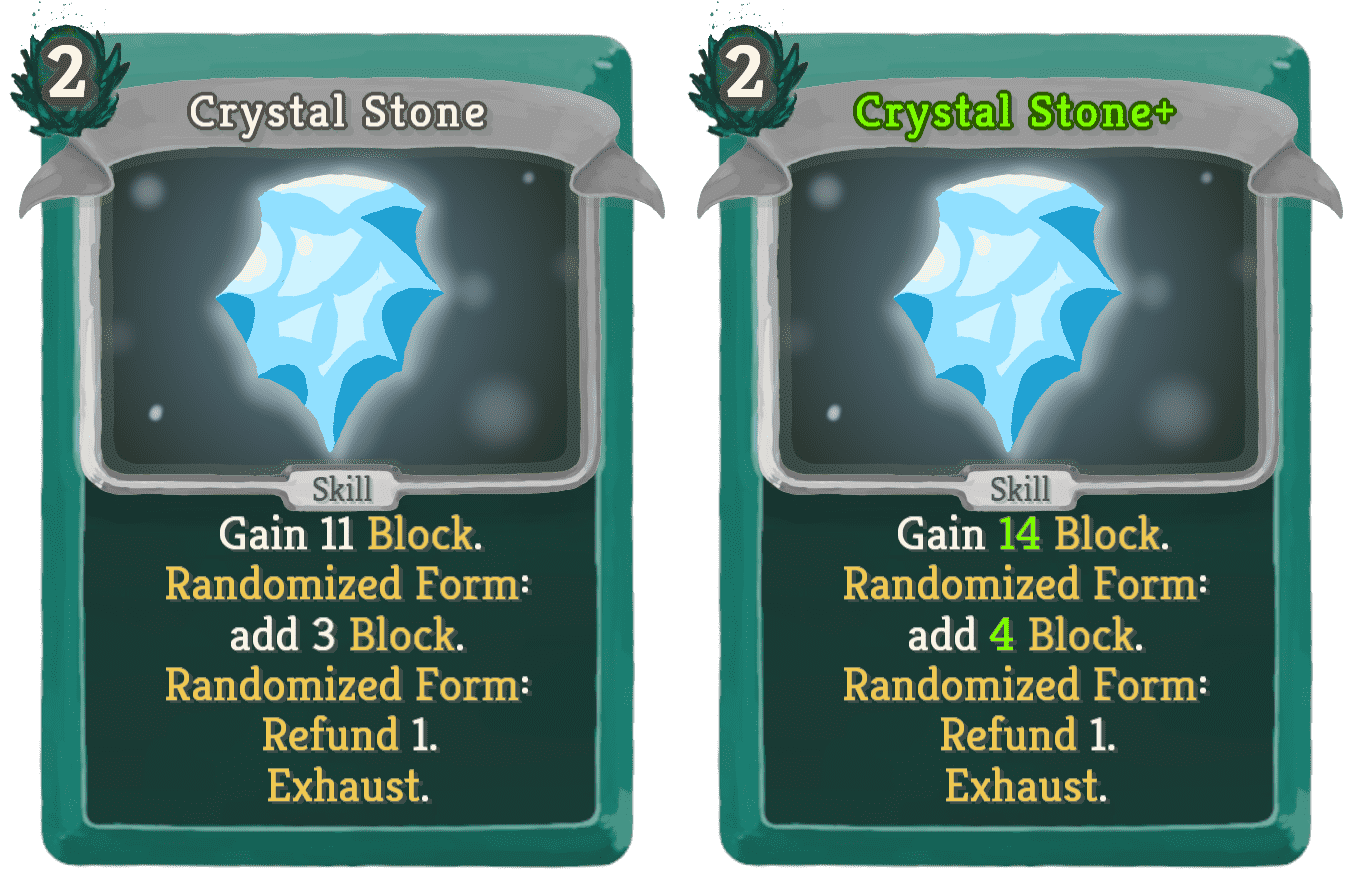 2
Crystal Stone
Skill
Gain 11 Block.
Randomized Form:
add 3 Block.
Randomized Form:
Refund 1.
Exhaust.
2
Crystal Stone+
Skill
Gain 14 Block.
Randomized Form:
add 4 Block.
Randomized Form:
Refund 1.
Exhaust.